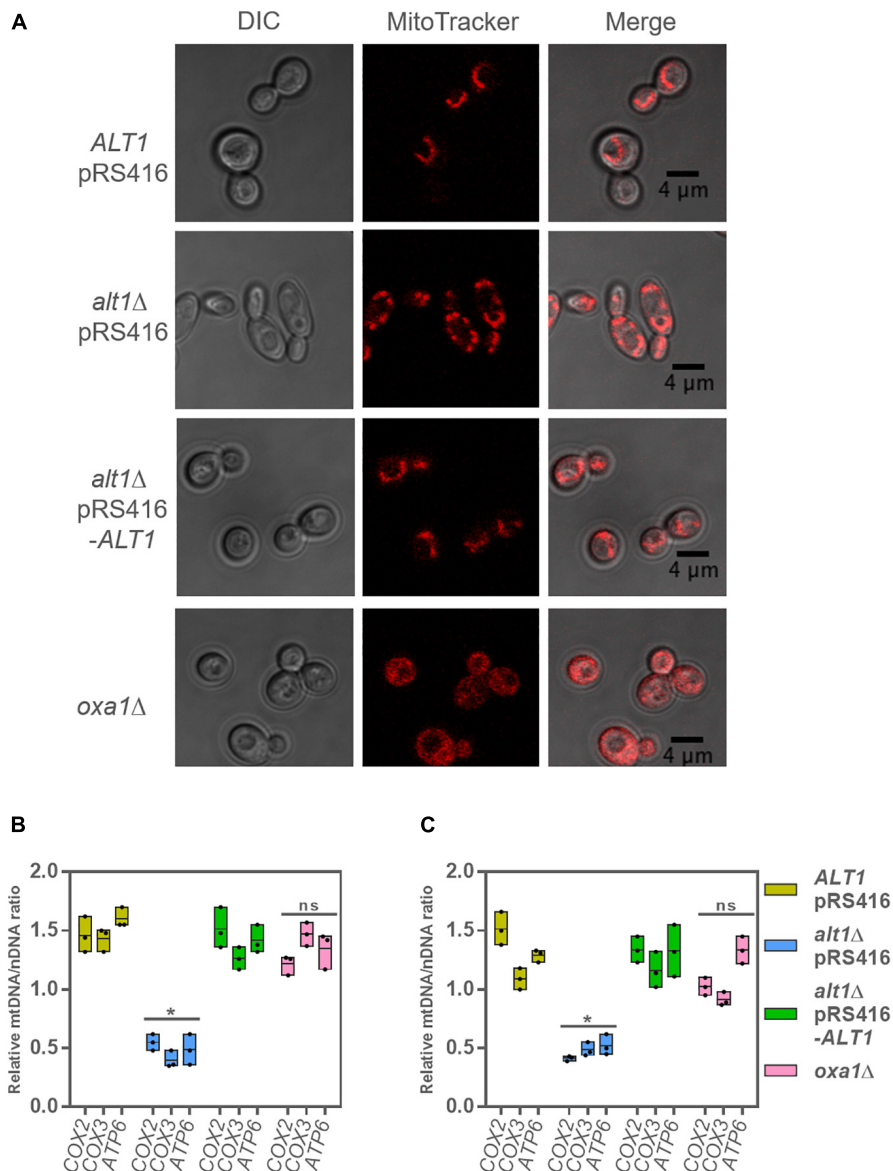 A
DIC
MitoTracker
Merge
ALT1
pRS416
4 µm
alt1Δ
pRS416
4 µm
alt1Δ
pRS416
-ALT1
4 µm
oxa1Δ
4 µm
B
Relative mtDNA/nDNA ratio
2.0
1.5
1.0
0.5
0.0
*
ns
COX2
COX3
ATP6
COX2
COX3
ATP6
COX2
COX3
ATP6
COX2
COX3
ATP6
C
Relative mtDNA/nDNA ratio
2.0
1.5
1.0
0.5
0.0
*
ns
COX2
COX3
ATP6
COX2
COX3
ATP6
COX2
COX3
ATP6
COX2
COX3
ATP6
ALT1
pRS416
alt1Δ
pRS416
alt1Δ
pRS416
-ALT1
oxa1Δ